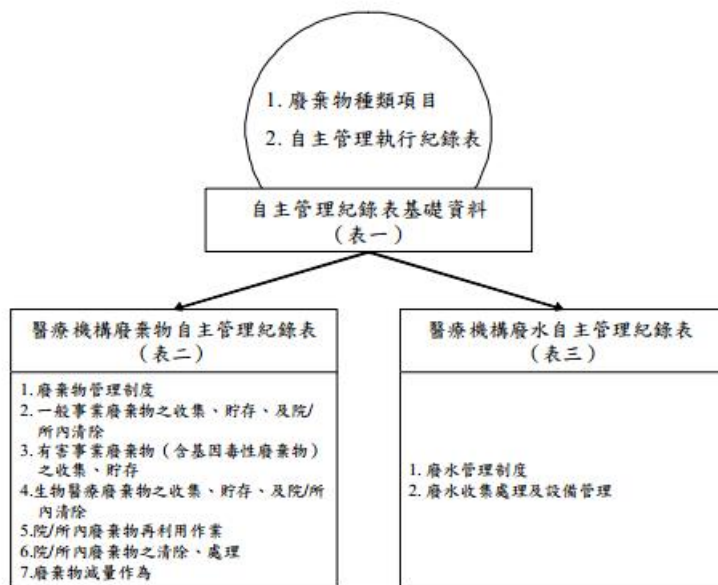 1. 廢棄物種類項目
2. 自主管理執行紀錄表
自主管理紀錄表基礎資料
（表一）
醫療機構廢棄物自主管理紀錄表
（表二）
1.廢棄物管理制度
2.一般事業廢棄物之收集、貯存、及院/
所內清除
3.有害事業廢棄物（含基因毒性廢棄物）
之收集、貯存
4.生物醫療廢棄物之收集、貯存、及院/所
內清除
5.院/所內廢棄物再利用作業
6.院/所內廢棄物之清除、處理
7.廢棄物減量作為
醫療機構廢水自主管理紀錄表
（表三）
1. 廢水管理制度
2. 廢水收集處理及設備管理